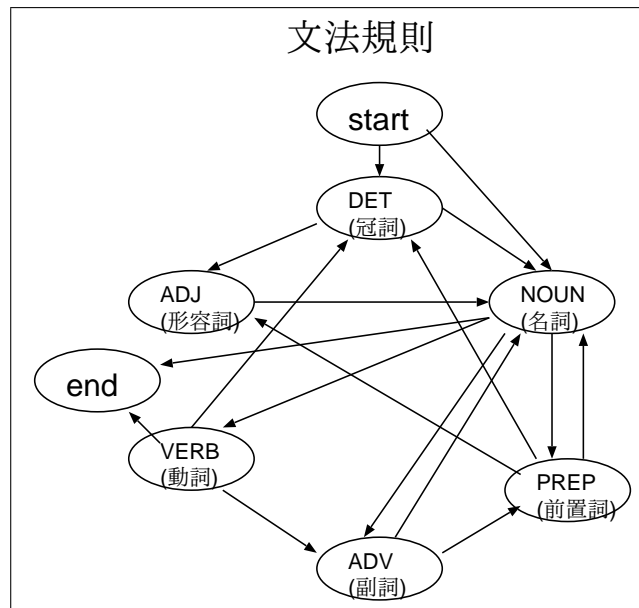 文法規則
start
DET
(冠詞)
ADJ
(形容詞)
NOUN
(名詞)
end
VERB
(動詞)
PREP
(前置詞)
ADV
(副詞)